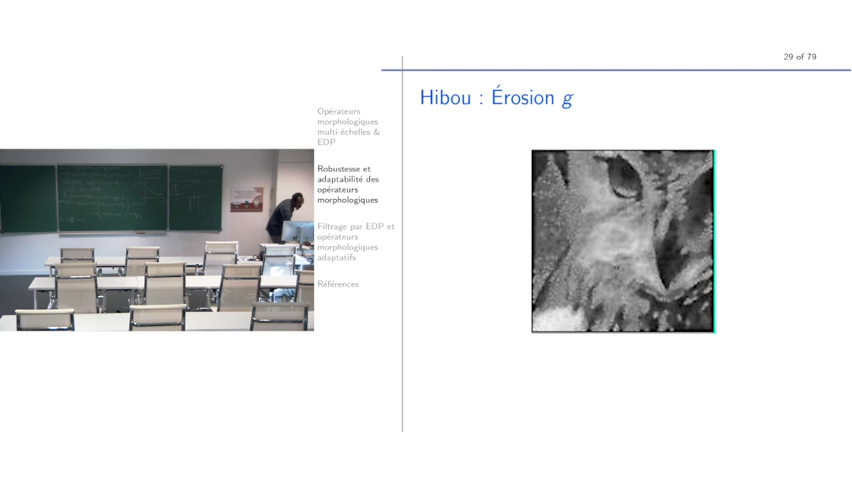 29 of 79
Hibou : Érosion g
Opérateurs
morphologiques
multi-échelles &
EDP
Robustesse et
adaptabilité des
opérateurs
morphologiques
Filtrage par EDP et
opérateurs
morphologiques
adaptatifs
Références